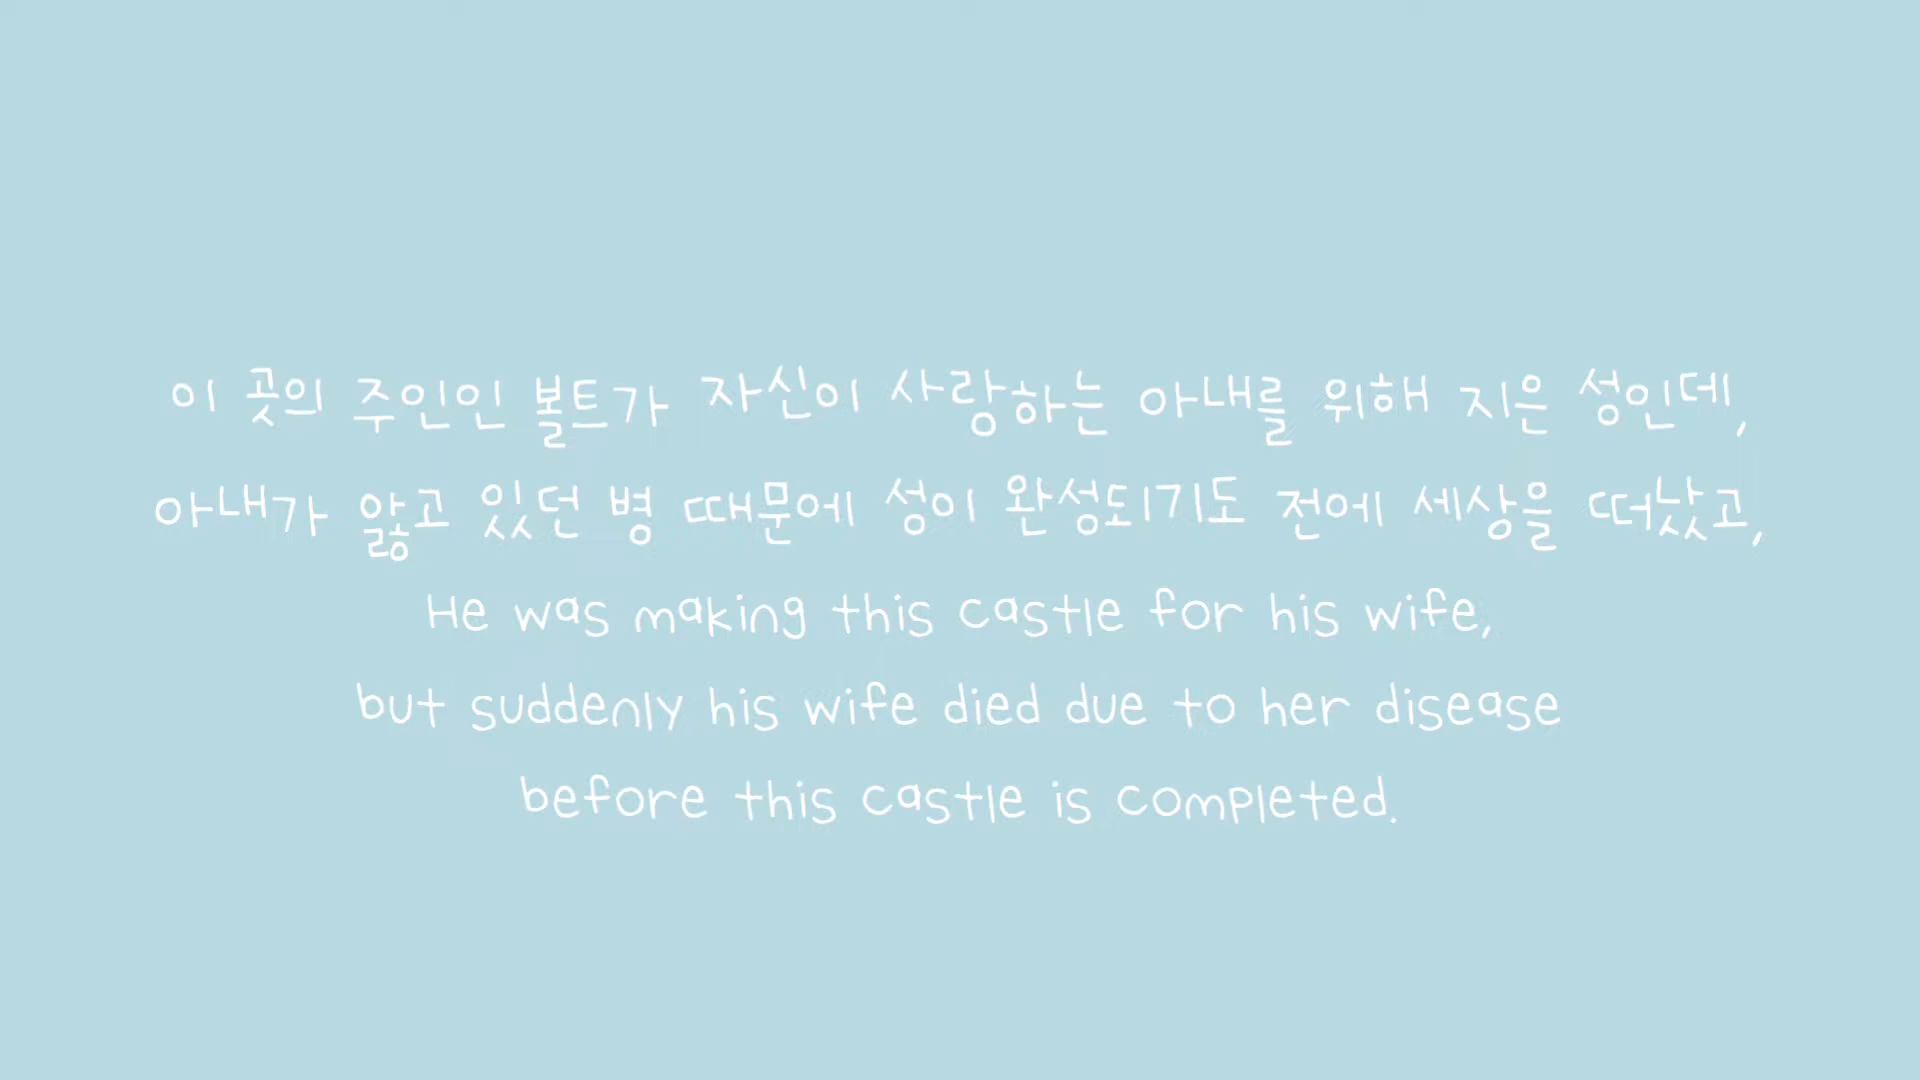 이 곳의 주인인 볼트가 자신이 사랑하는 아내를 위해 지은 성인데,
아내가 앓고 있던 병 때문에 성이 완성되기도 전에 세상을 떠났고,
He was making this castle for his wife,
but suddenly his wife died due to her disease
before this castle is completed.